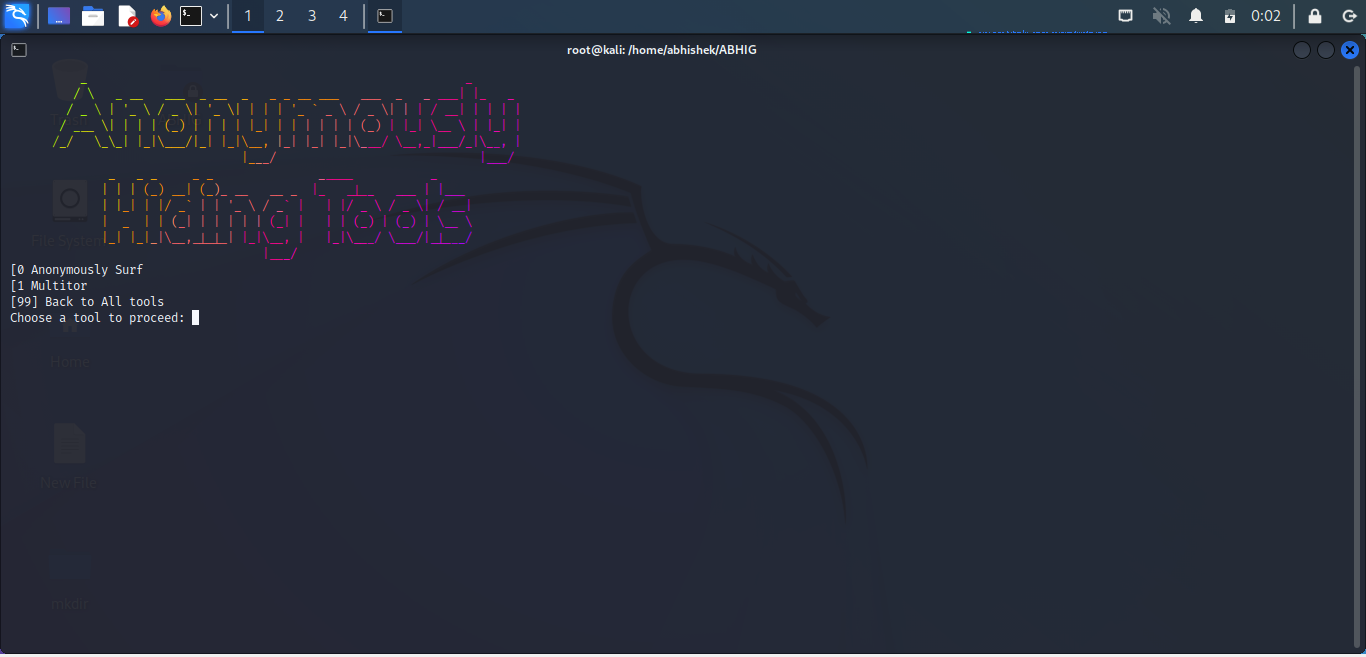 1 2 3 4
0:02
root@kali: /home/abhishek/ABHIG
Anonymously
Hiding Tools
[0 Anonymously Surf
[1 Multitor
[99] Back to All tools
Choose a tool to proceed:
File System
Home
New File
mkdir